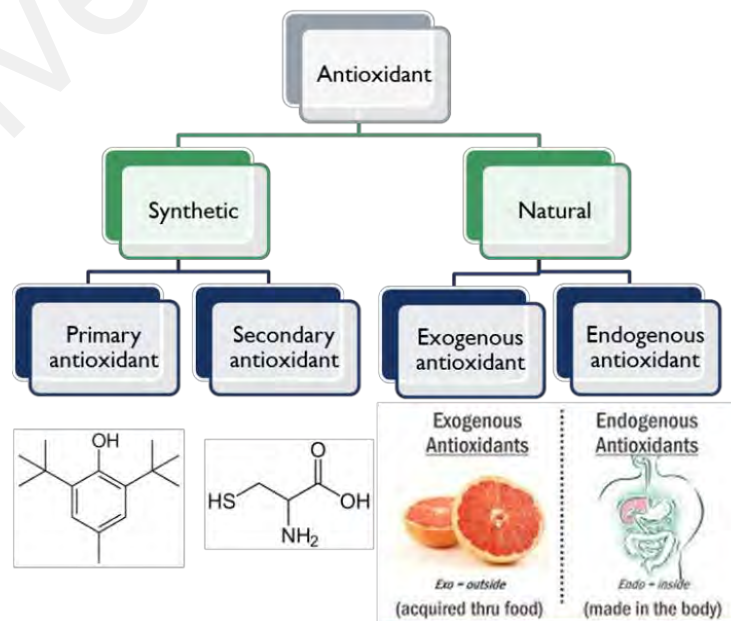 Antioxidant
Synthetic
Natural
Primary
antioxidant
Secondary
antioxidant
Exogenous
antioxidant
Endogenous
antioxidant
OH
HS
O
OH
NH2
Exogenous
Antioxidants
Exo = outside
(acquired thru food)
Endogenous
Antioxidants
Endo = inside
(made in the body)